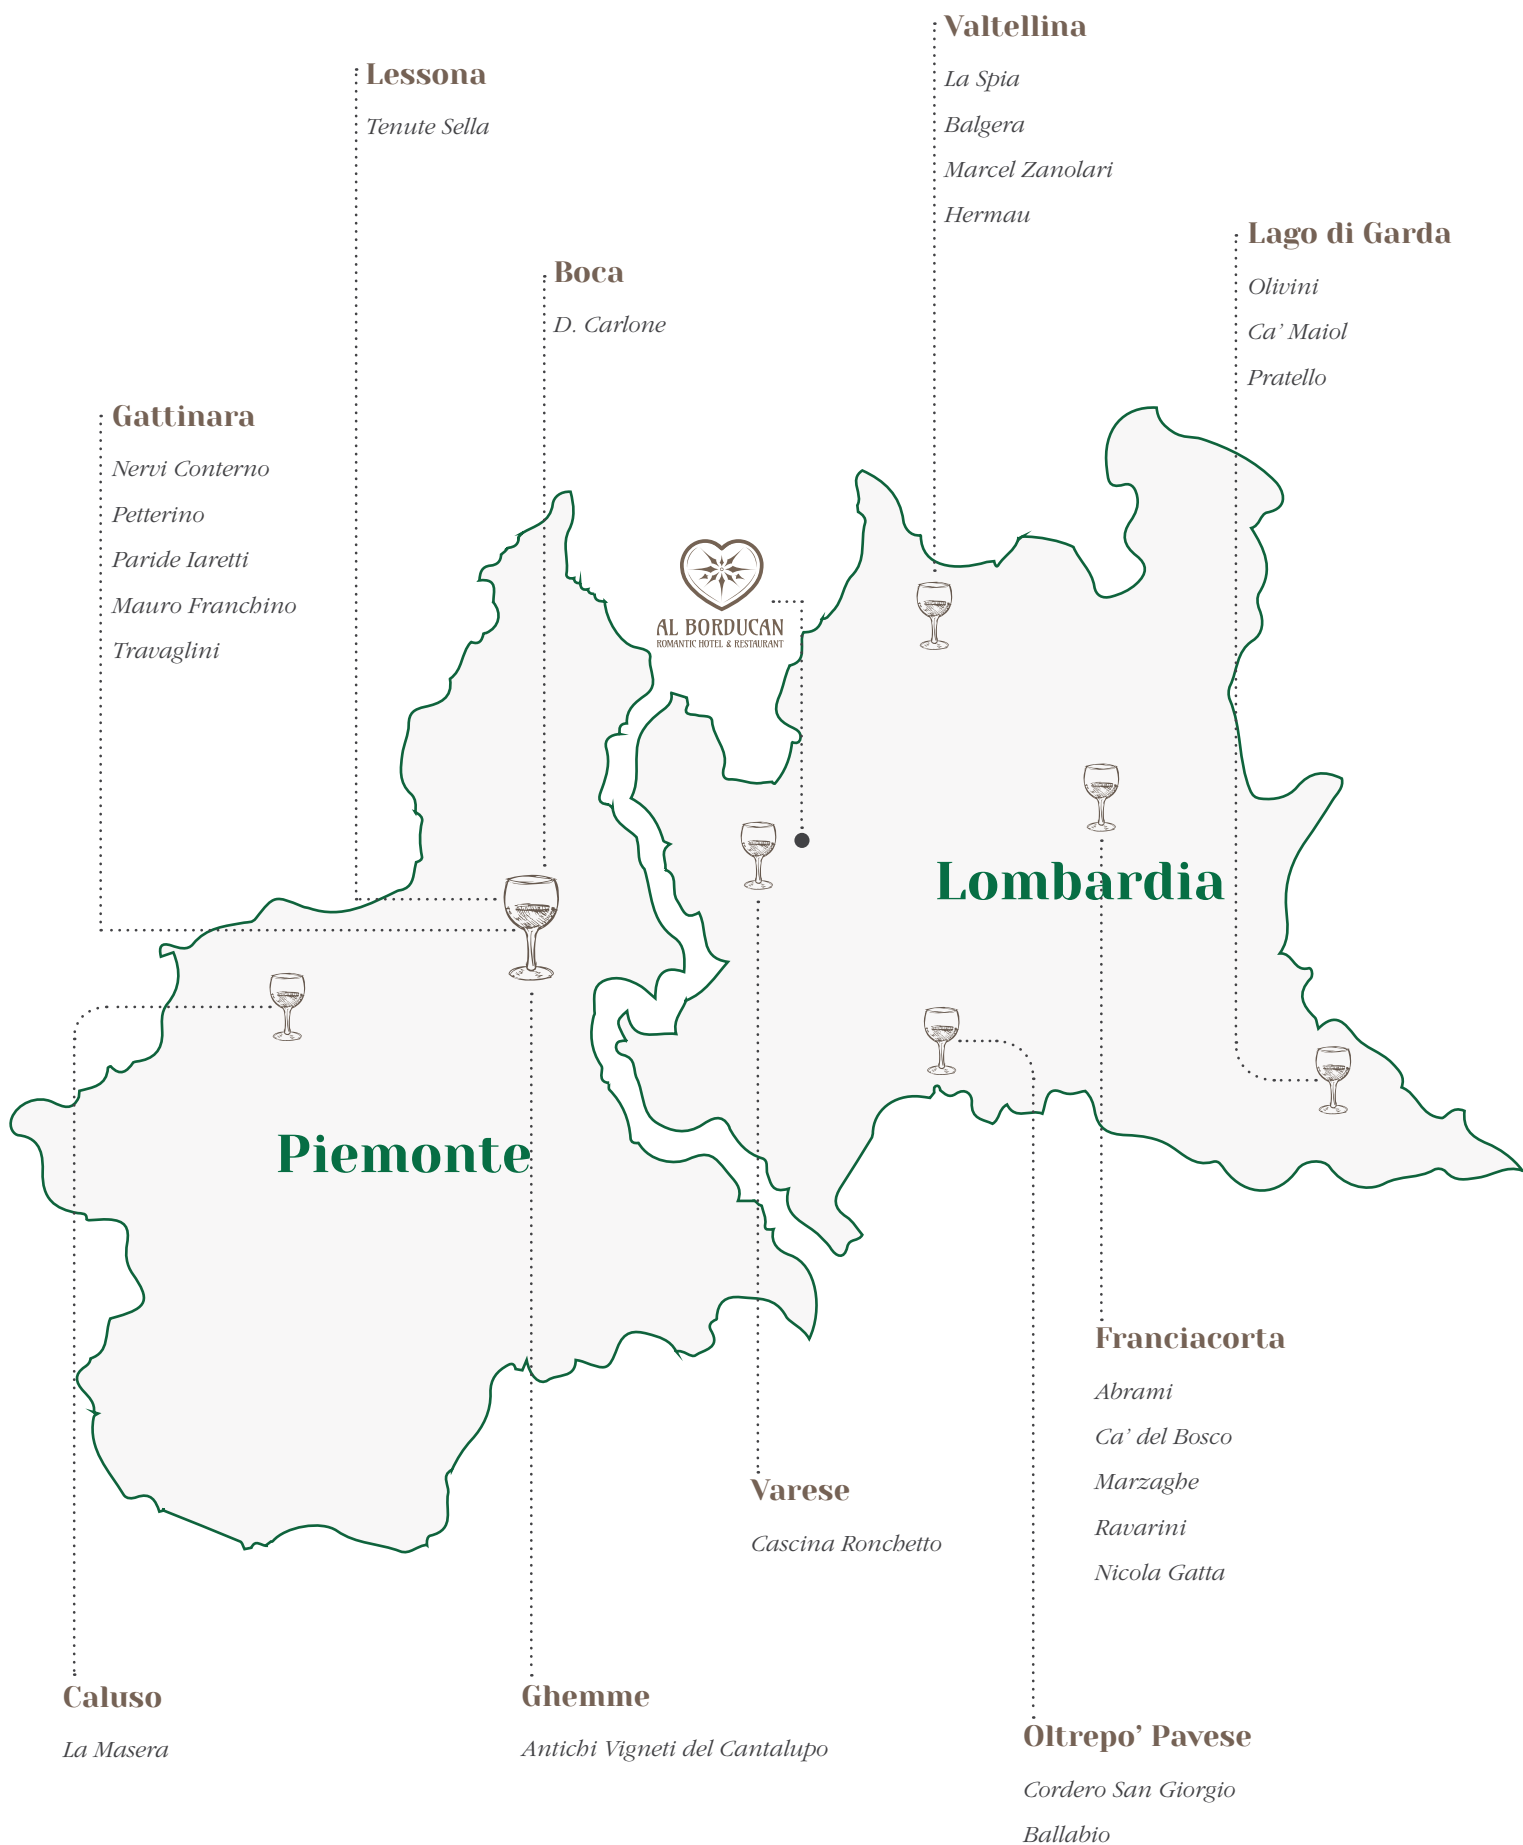 Valtellina
La Spia
Balgera
Marcel Zanolari
Hermau
Lessona
Tenute Sella
Lago di Garda
Olivini
Ca’ Maiol
Pratello
Boca
D. Carlone
Gattinara
Nervi Conterno
Petterino
Paride Iaretti
Mauro Franchino
Travaglini
AL BORDUCAN
ROMANTIC HOTEL & RESTAURANT
Lombardia
Piemonte
Franciacorta
Abrami
Ca’ del Bosco
Marzaghe
Ravarini
Nicola Gatta
Varese
Cascina Ronchetto
Caluso
La Masera
Ghemme
Antichi Vigneti del Cantalupo
Oltrepo’ Pavese
Cordero San Giorgio
Ballabio